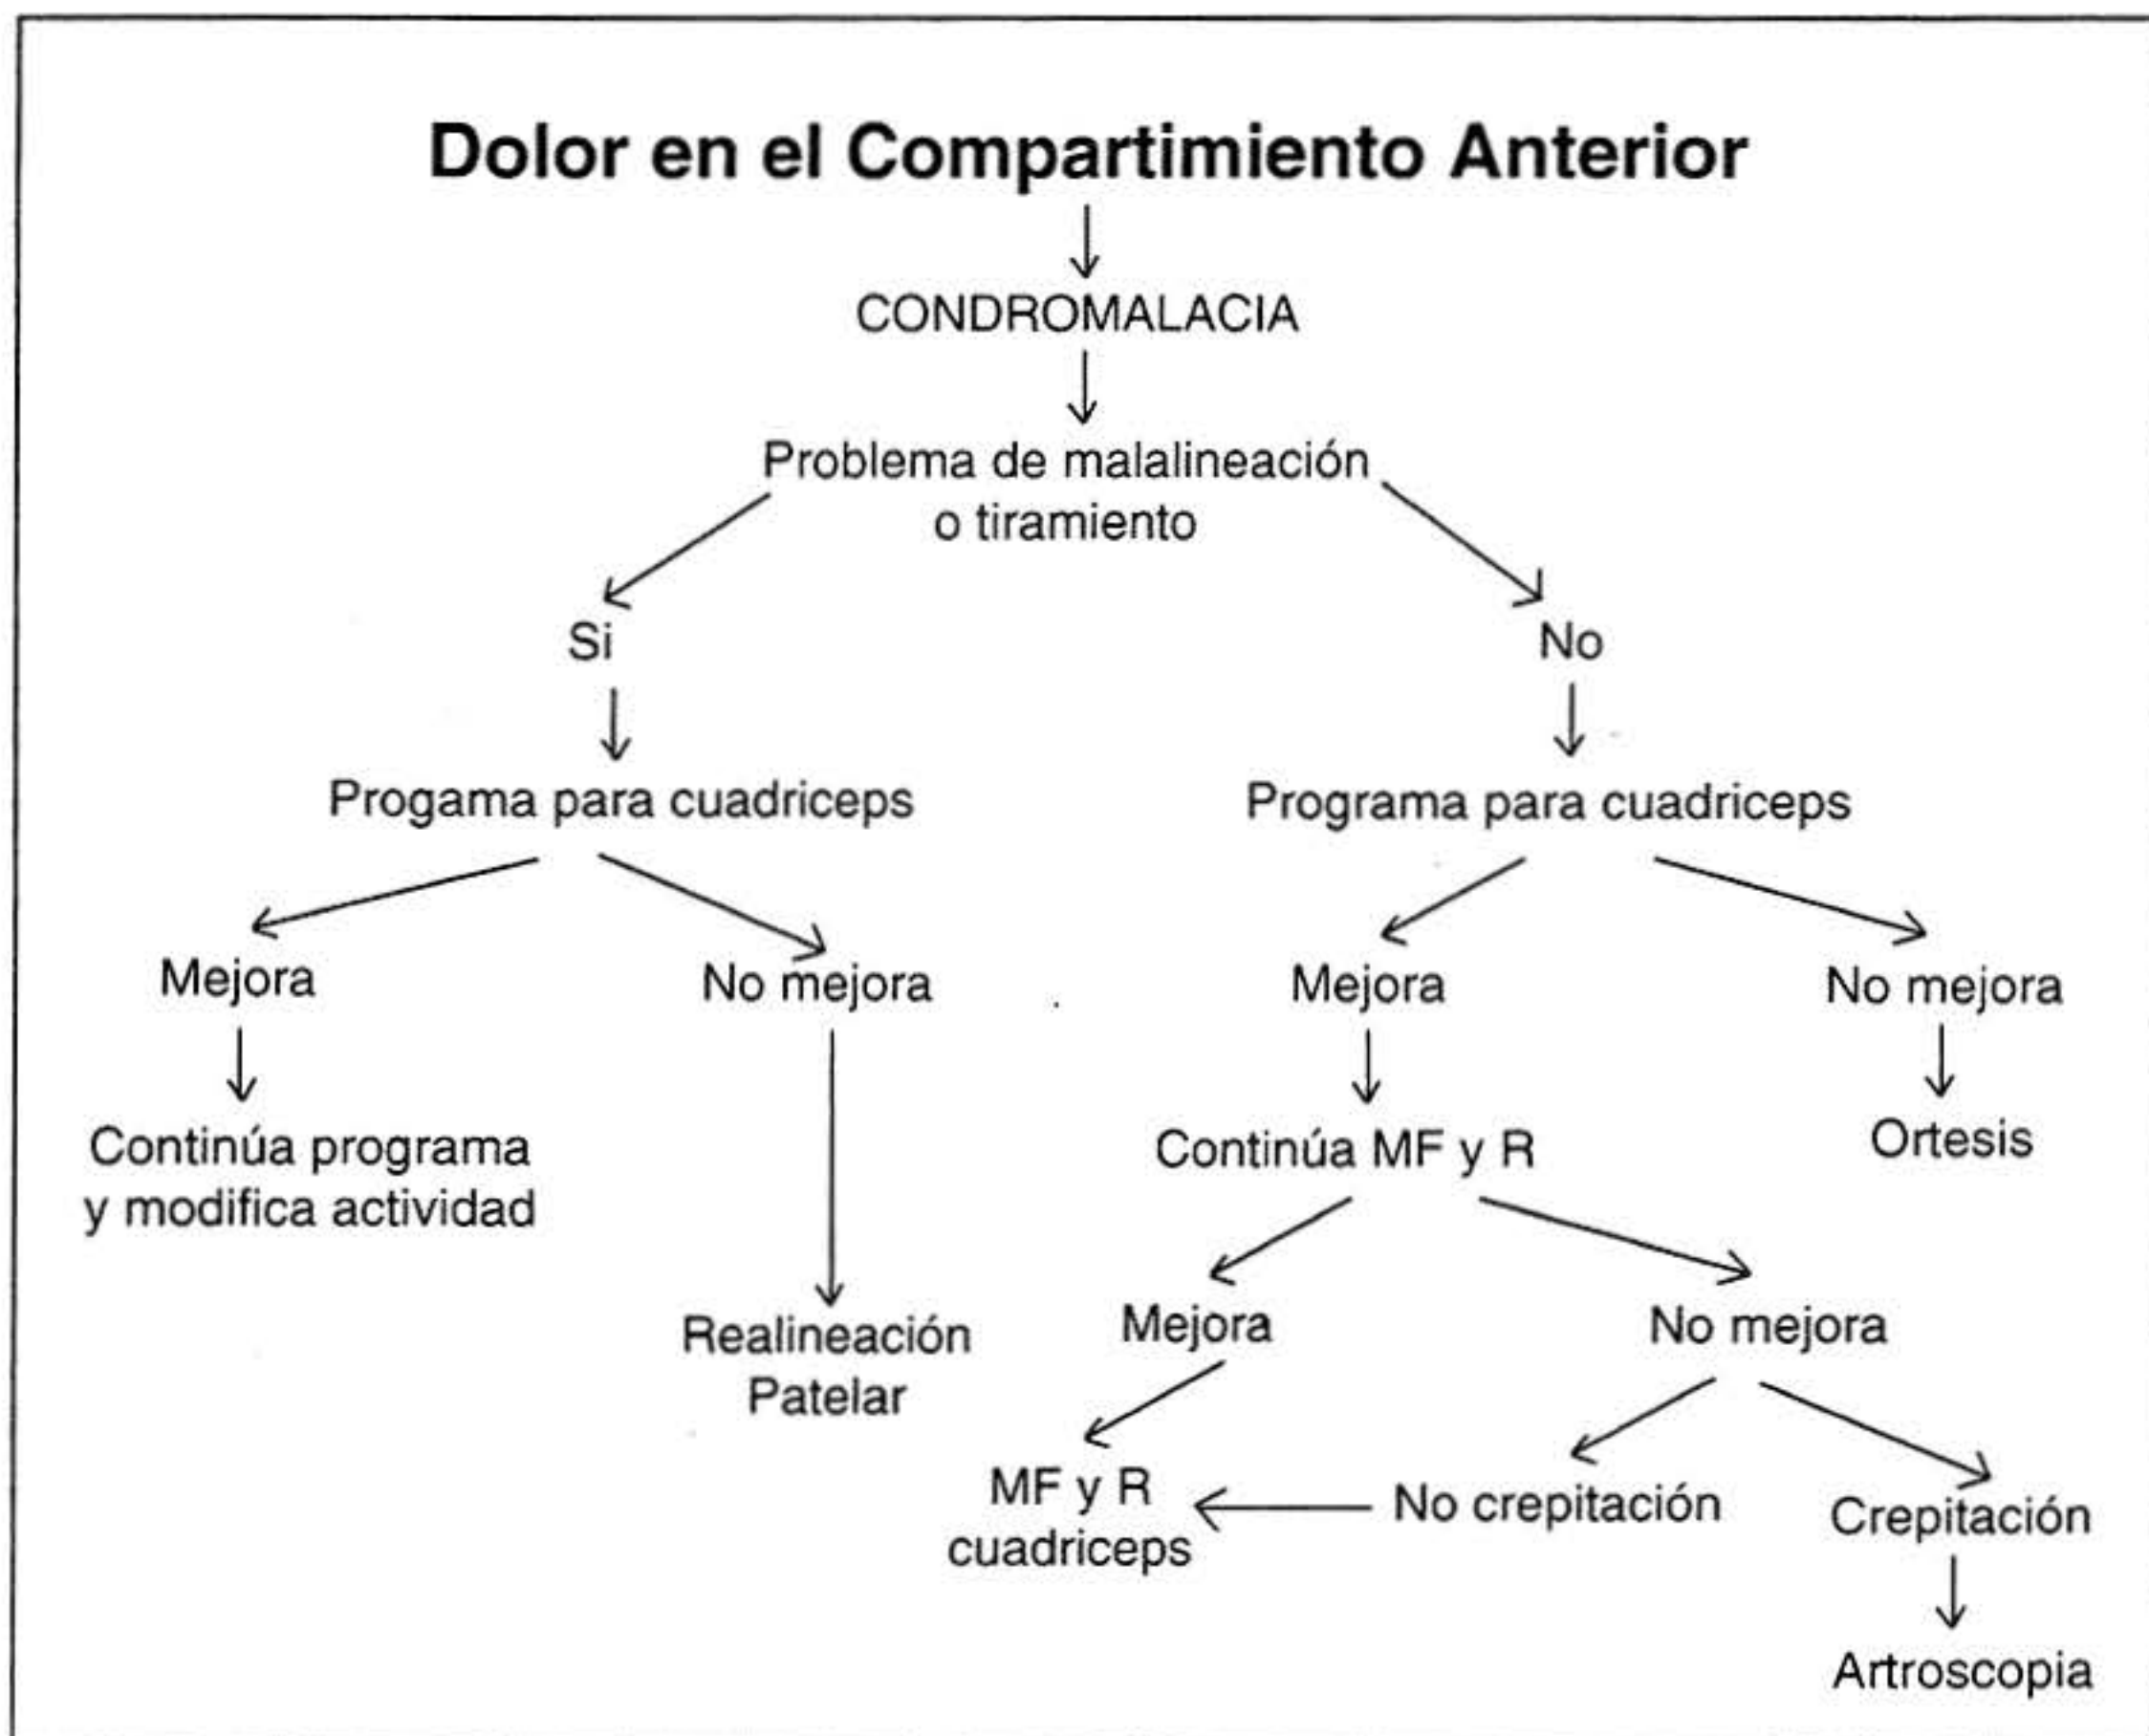 Dolor en el Compartimiento Anterior
CONDROMALACIA
Problema de malalineación
o tiramiento
Si
No
Progama para cuadriceps
Programa para cuadriceps
Mejora
No mejora
Mejora
No mejora
Continúa programa
y modifica actividad
Continúa MF y R
Ortesis
Realineación
Patelar
Mejora
No mejora
MF y R
cuadriceps
No crepitación
Crepitación
Artroscopia